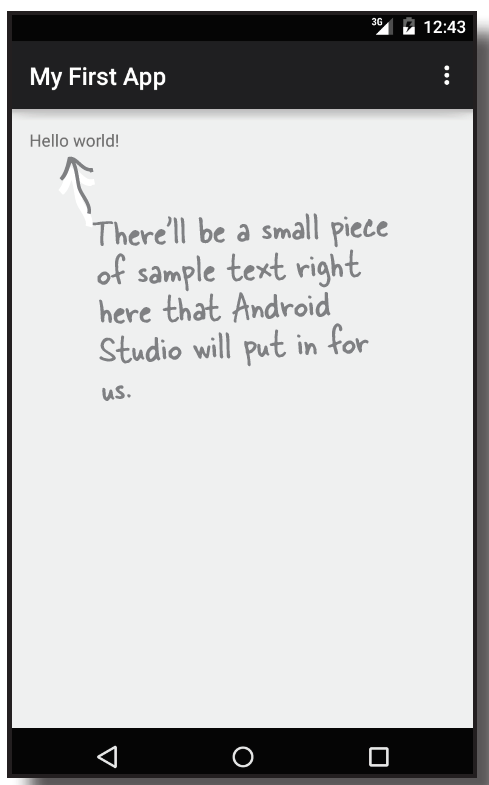 3G 12:43
My First App
Hello world!
There'll be a small piece
of sample text right
here that Android
Studio will put in for
us.